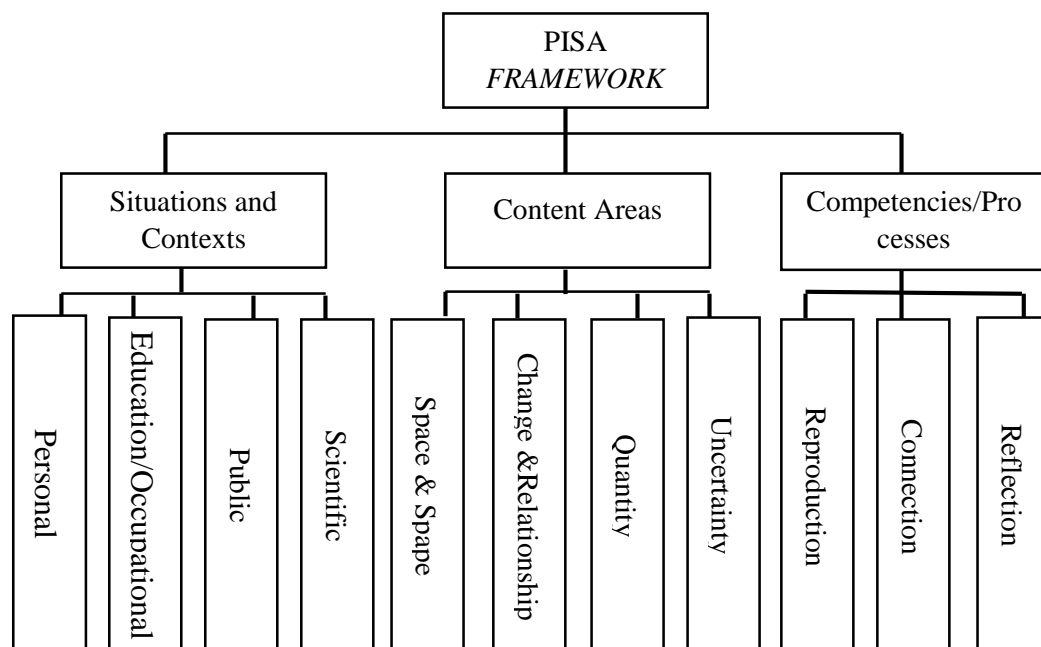 PISA
FRAMEWORK
Situations and
Contexts
Content Areas
Competencies/Pro
cesses
Personal
Education/Occupational
Public
Scientific
Space & Spape
Change &Relationship
Quantity
Uncertainty
Reproduction
Connection
Reflection